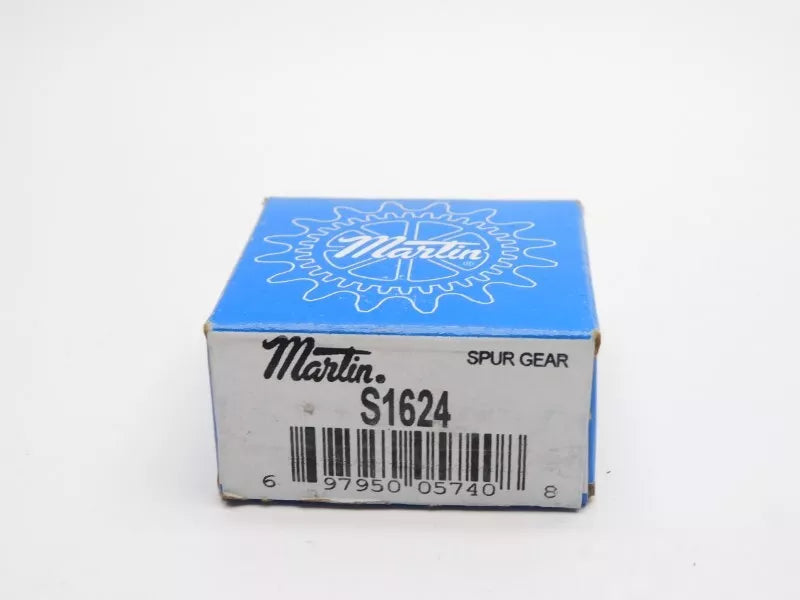 Martin®
Martin.
SPUR GEAR
S1624
6 97950 05740 8